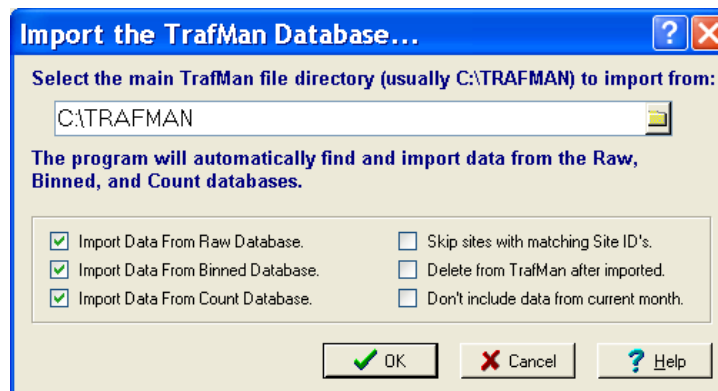 Import the TrafMan Database...
Select the main TrafMan file directory (usually C:\TRAFMAN) to import from:
C:\TRAFMAN
The program will automatically find and import data from the Raw,
Binned, and Count databases.
Import Data From Raw Database.
Import Data From Binned Database.
Import Data From Count Database.
Skip sites with matching Site ID's.
Delete from TrafMan after imported.
Don't include data from current month.
OK
Cancel
Help